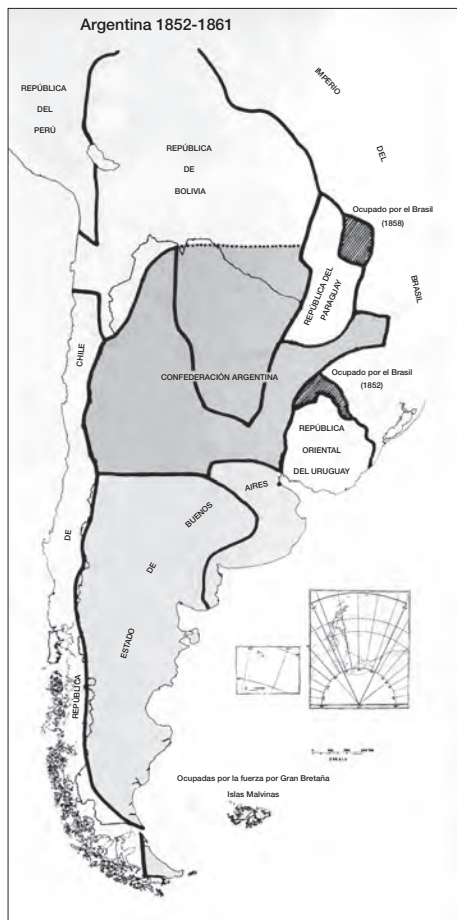 Argentina 1852-1861
IMPERIO
DEL
BRASIL
REPÚBLICA
DEL
PERÚ
REPÚBLICA
DE
BOLIVIA
Ocupado por el Brasil
(1858)
REPÚBLICA DEL
PARAGUAY
CHILE
DE
REPÚBLICA
CONFEDERACIÓN ARGENTINA
Ocupado por el Brasil
(1852)
REPÚBLICA
ORIENTAL
DEL URUGUAY
AIRES
BUENOS
DE
ESTADO
ESCALA
Ocupadas por la fuerza por Gran Bretaña
Islas Malvinas